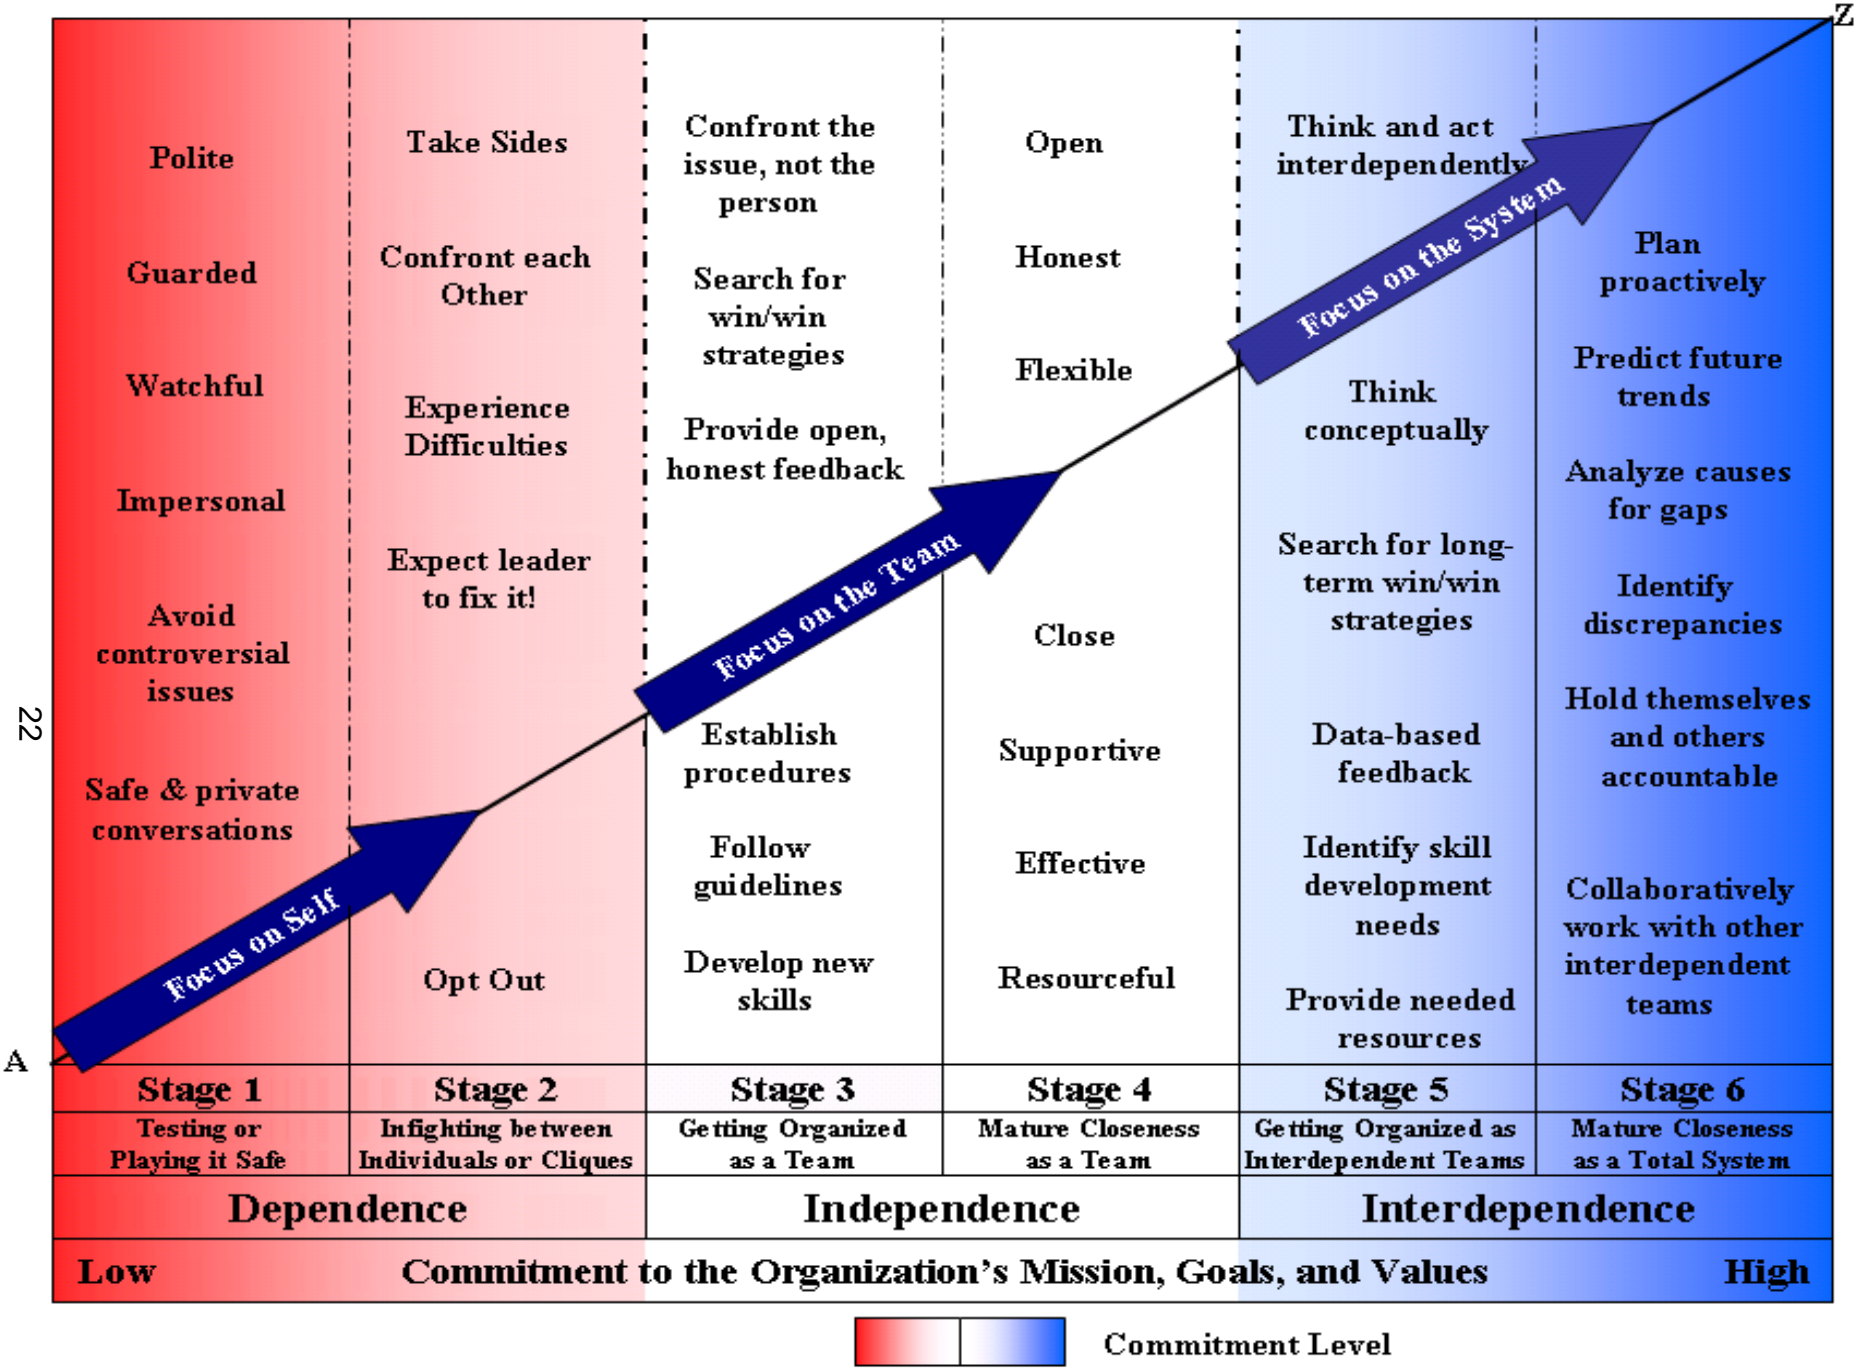 Z
Polite
Guarded
Watchful
Impersonal
Avoid
controversial
issues
Safe & private
conversations
Focus on Self
Take Sides
Confront each
Other
Experience
Difficulties
Expect leader
to fix it!
Opt Out
Confront the
issue, not the
person
Search for
win/win
strategies
Provide open,
honest feedback
Focus on the Team
Establish
procedures
Follow
guidelines
Develop new
skills
Open
Honest
Flexible
Close
Supportive
Effective
Resourceful
Think and act
interdependently
Focus on the System
Think
conceptually
Search for long-
term win/win
strategies
Data-based
feedback
Identify skill
development
needs
Provide needed
resources
Plan
proactively
Predict future
trends
Analyze causes
for gaps
Identify
discrepancies
Hold themselves
and others
accountable
Collaboratively
work with other
interdependent
teams
22
A
Stage 1
Stage 2
Stage 3
Stage 4
Stage 5
Stage 6
Testing or
Playing it Safe
Infighting between
Individuals or Cliques
Getting Organized
as a Team
Mature Closeness
as a Team
Getting Organized as
Interdependent Teams
Mature Closeness
as a Total System
Dependence
Independence
Interdependence
Low
Commitment to the Organization’s Mission, Goals, and Values
High
Commitment Level